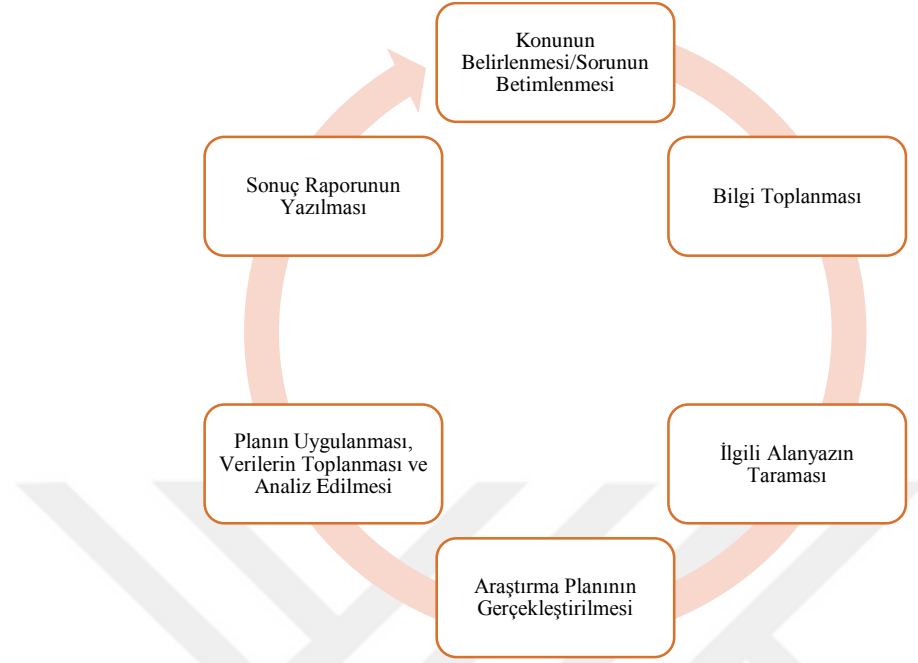 Konunun
Belirlenmesi/Sorunun
Betimlenmesi
Bilgi Toplanması
İlgili Alanyazın
Taraması
Araştırma Planının
Gerçekleştirilmesi
Planın Uygulanması,
Verilerin Toplanması ve
Analiz Edilmesi
Sonuç Raporunun
Yazılması